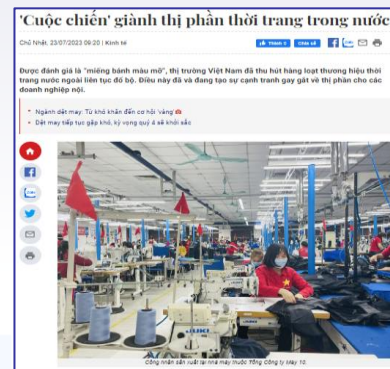 'Cuộc chiến' giành thị phần thời trang trong nước
Chủ Nhật, 23/07/2023 09:20 | Kinh tế
Thích 0
Chia sẻ
Được đánh giá là "miếng bánh màu mỡ", thị trường Việt Nam đã thu hút hàng loạt thương hiệu thời
trang nước ngoài liên tục đổ bộ. Điều này đã và đang tạo sự cạnh tranh gay gắt về thị phần cho các
doanh nghiệp nội.
Ngành dệt may: Từ khó khăn đến cơ hội 'vàng'
Dệt may tiếp tục gặp khó, kỳ vọng quý 4 sẽ khởi sắc
JUKI
Công nhân sản xuất tại nhà máy thuộc Tổng Công ty May 10.